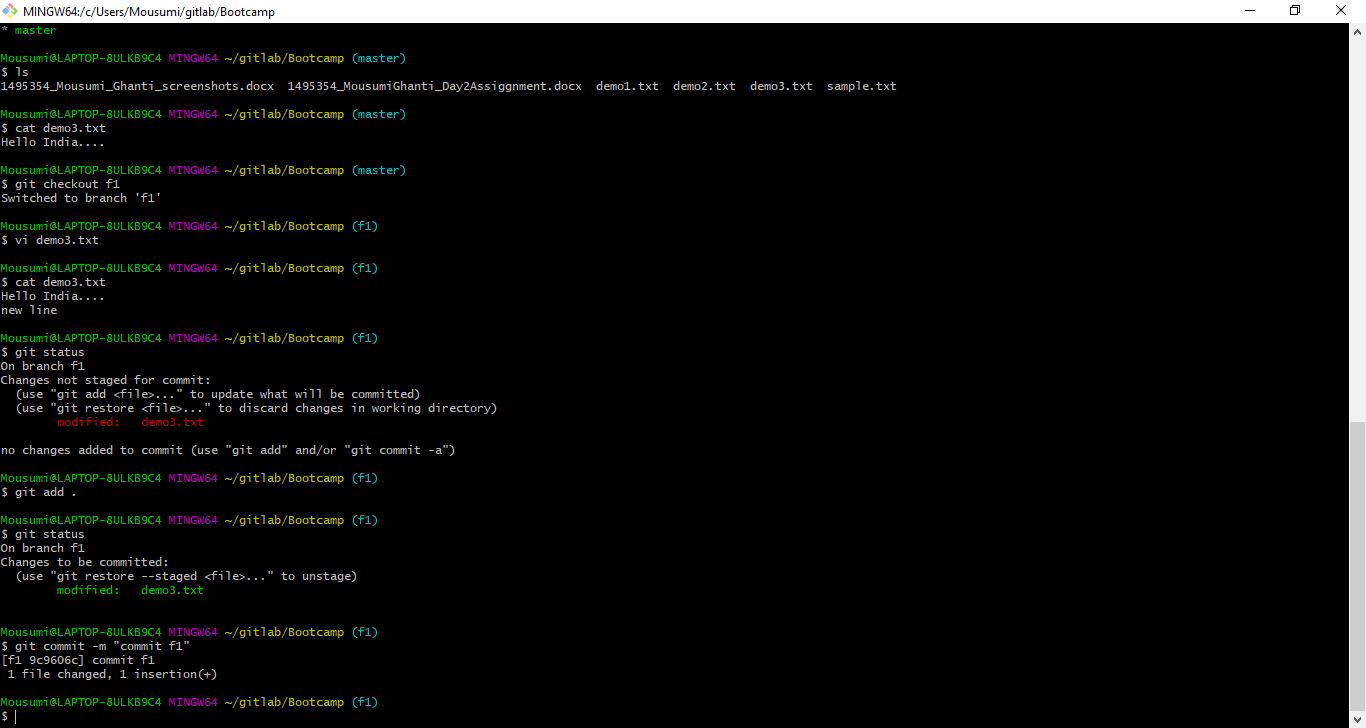 MINGW64:/c/Users/Mousumi/gitlab/Bootcamp
* master
Mousumi@LAPTOP-8ULKB9C4 MINGW64 ~/gitlab/Bootcamp (master)
$ ls
1495354_Mousumi_Ghanti_screenshots.docx  1495354_MousumiGhanti_Day2Assiggnment.docx  demo1.txt  demo2.txt  demo3.txt  sample.txt
Mousumi@LAPTOP-8ULKB9C4 MINGW64 ~/gitlab/Bootcamp (master)
$ cat demo3.txt
Hello India....
Mousumi@LAPTOP-8ULKB9C4 MINGW64 ~/gitlab/Bootcamp (master)
$ git checkout f1
Switched to branch 'f1'
Mousumi@LAPTOP-8ULKB9C4 MINGW64 ~/gitlab/Bootcamp (f1)
$ vi demo3.txt
Mousumi@LAPTOP-8ULKB9C4 MINGW64 ~/gitlab/Bootcamp (f1)
$ cat demo3.txt
Hello India....
new line
Mousumi@LAPTOP-8ULKB9C4 MINGW64 ~/gitlab/Bootcamp (f1)
$ git status
On branch f1
Changes not staged for commit:
  (use "git add <file>..." to update what will be committed)
  (use "git restore <file>..." to discard changes in working directory)
        modified:   demo3.txt
no changes added to commit (use "git add" and/or "git commit -a")
Mousumi@LAPTOP-8ULKB9C4 MINGW64 ~/gitlab/Bootcamp (f1)
$ git add .
Mousumi@LAPTOP-8ULKB9C4 MINGW64 ~/gitlab/Bootcamp (f1)
$ git status
On branch f1
Changes to be committed:
  (use "git restore --staged <file>..." to unstage)
        modified:   demo3.txt
Mousumi@LAPTOP-8ULKB9C4 MINGW64 ~/gitlab/Bootcamp (f1)
$ git commit -m "commit f1"
[f1 9c9606c] commit f1
 1 file changed, 1 insertion(+)
Mousumi@LAPTOP-8ULKB9C4 MINGW64 ~/gitlab/Bootcamp (f1)
$